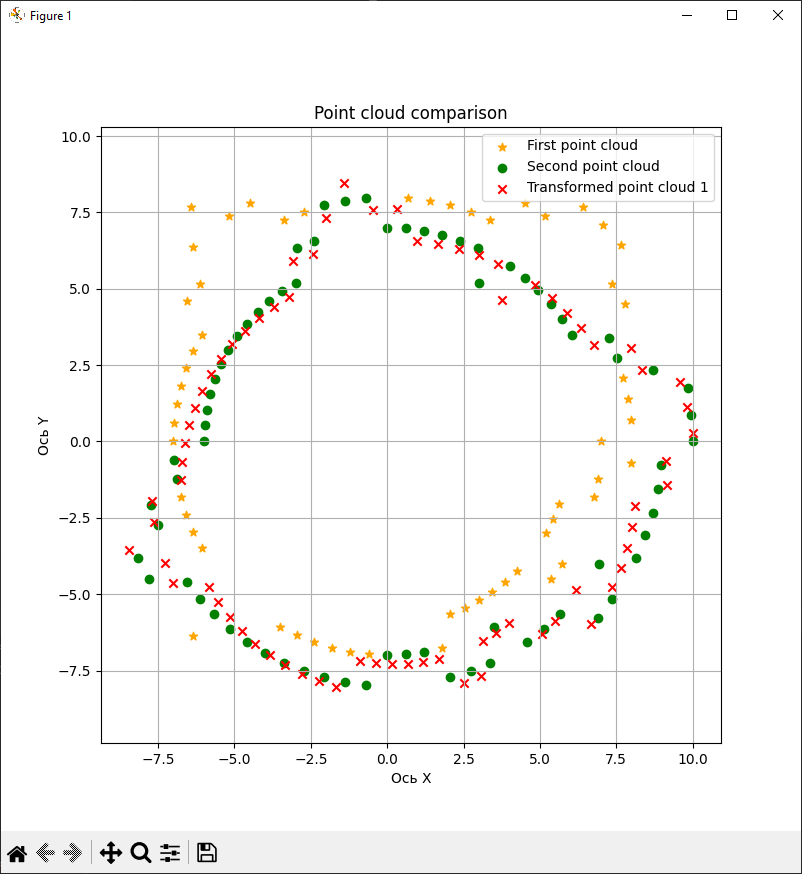 Figure 1
Point cloud comparison
First point cloud
Second point cloud
Transformed point cloud 1
10.0
7.5
5.0
2.5
0.0
−2.5
−5.0
−7.5
Ось Y
−7.5 −5.0 −2.5 0.0 2.5 5.0 7.5 10.0
Ось X